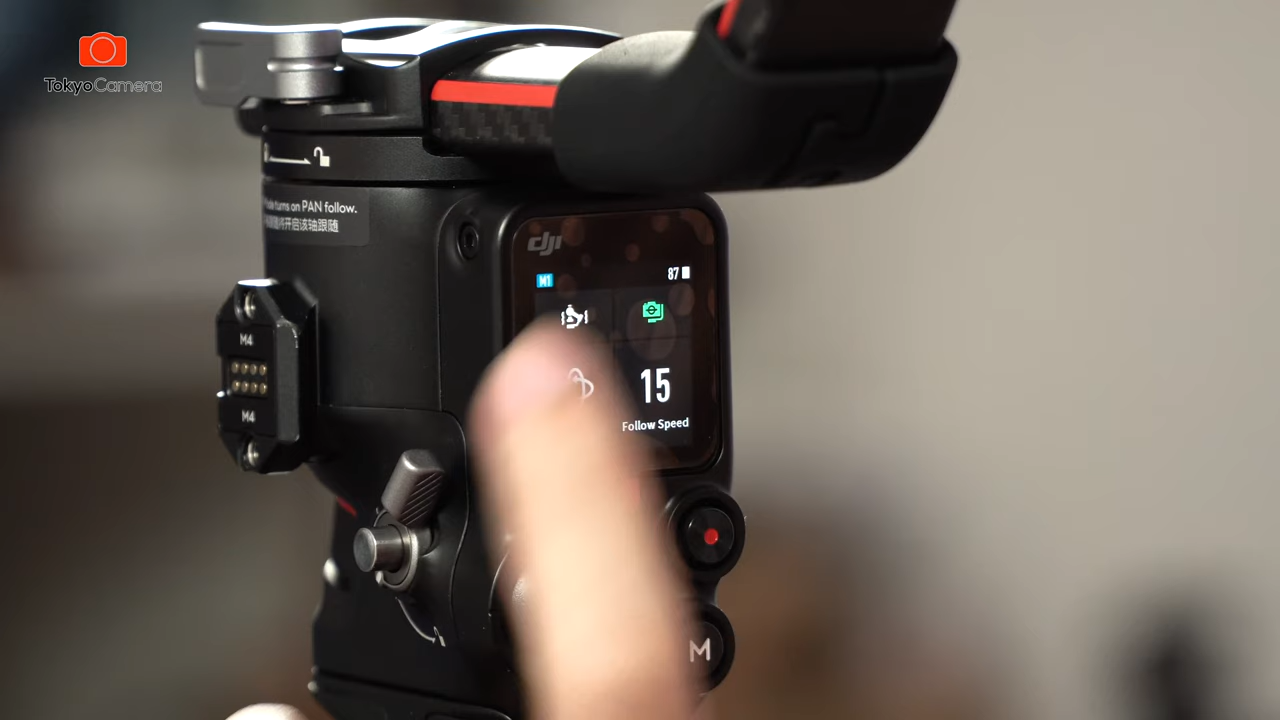 TokyoCamera
turns on PAN follow.
开启该轴跟随
dji
M1
87
M4
M4
15
Follow Speed
M